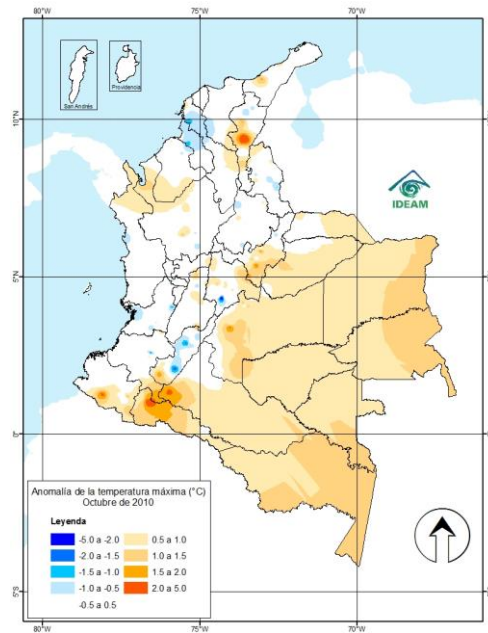 80°W 75°W 70°W
San Andrés
Providencia
10°N
IDEAM
5°N
0°
5°S
Anomalía de la temperatura máxima (°C)
Octubre de 2010
Leyenda
-5.0 a -2.0 0.5 a 1.0
-2.0 a -1.5 1.0 a 1.5
-1.5 a -1.0 1.5 a 2.0
-1.0 a -0.5 2.0 a 5.0
-0.5 a 0.5
75°W 70°W